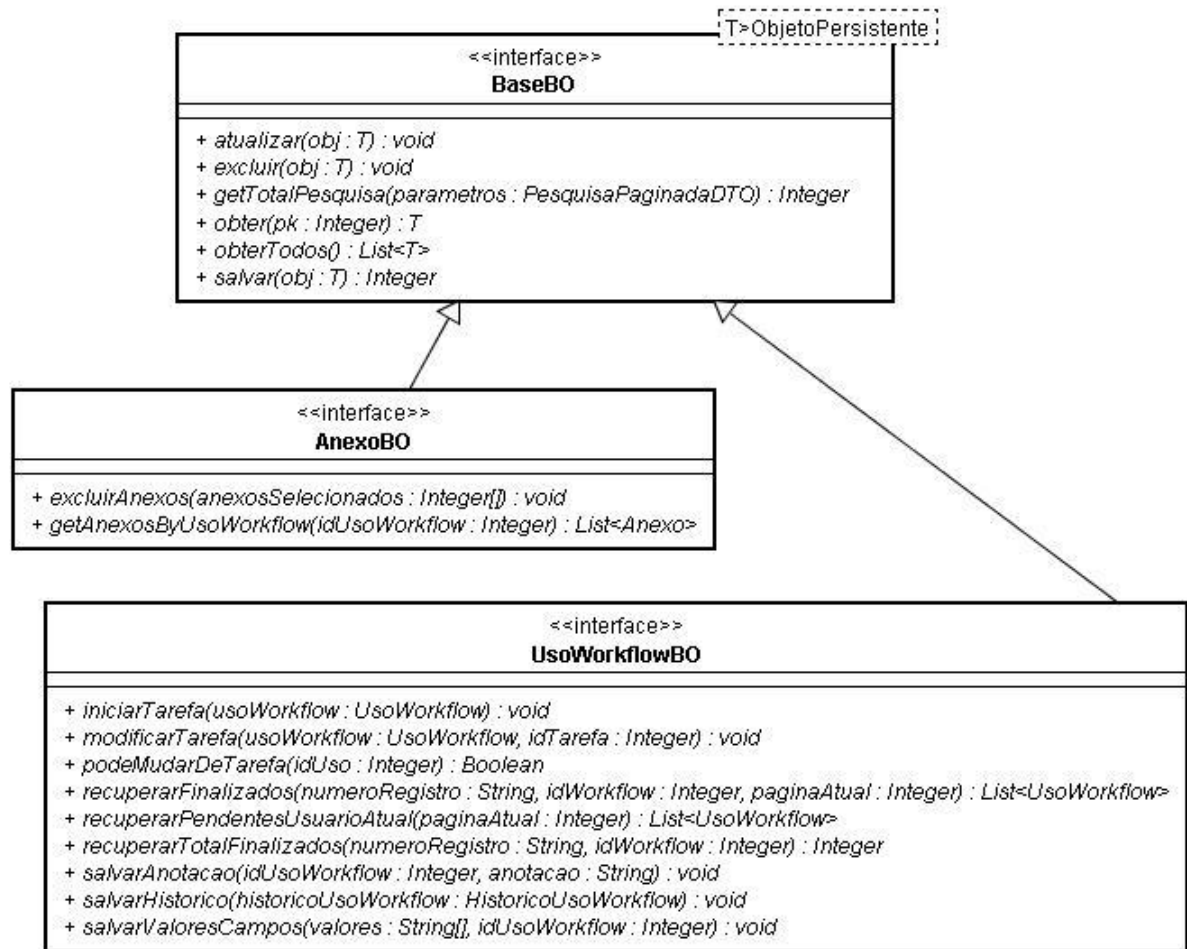 T>ObjetoPersistente
<<interface>>
BaseBO
+ atualizar(obj : T) : void
+ excluir(obj : T) : void
+ getTotalPesquisa(parametros : PesquisaPaginadaDTO) : Integer
+ obter(pk : Integer) : T
+ obterTodos() : List<T>
+ salvar(obj : T) : Integer
<<interface>>
AnexoBO
+ excluirAnexos(anexosSelecionados : Integer[]) : void
+ getAnexosByUsoWorkflow(idUsoWorkflow : Integer) : List<Anexo>
<<interface>>
UsoWorkflowBO
+ iniciarTarefa(usoWorkflow : UsoWorkflow) : void
+ modificarTarefa(usoWorkflow : UsoWorkflow, idTarefa : Integer) : void
+ podeMudarDeTarefa(idUso : Integer) : Boolean
+ recuperarFinalizados(numeroRegistro : String, idWorkflow : Integer, paginaAtual : Integer) : List<UsoWorkflow>
+ recuperarPendentesUsuarioAtual(paginaAtual : Integer) : List<UsoWorkflow>
+ recuperarTotalFinalizados(numeroRegistro : String, idWorkflow : Integer) : Integer
+ salvarAnotacao(idUsoWorkflow : Integer, anotacao : String) : void
+ salvarHistorico(historicoUsoWorkflow : HistoricoUsoWorkflow) : void
+ salvarValoresCampos(valores : String[], idUsoWorkflow : Integer) : void